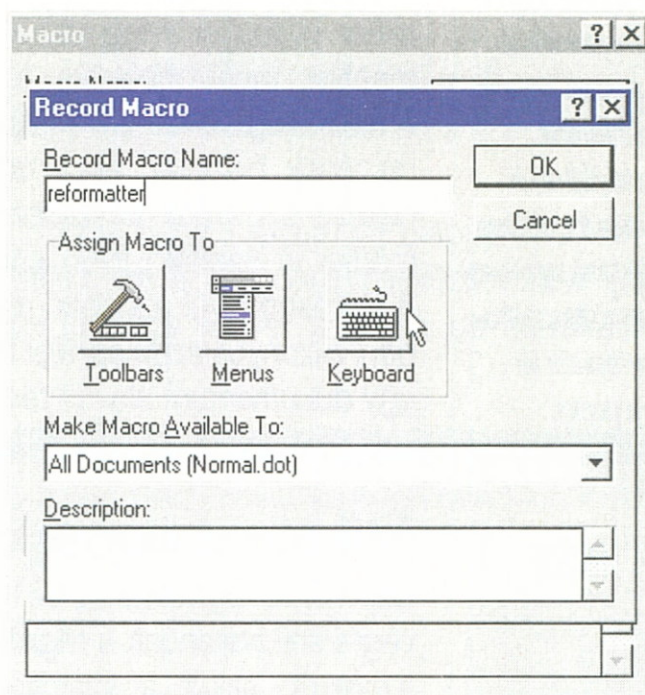 Macro
Record Macro
Record Macro Name:
reformatter
OK
Cancel
Assign Macro To
Toolbars
Menus
Keyboard
Make Macro Available To:
All Documents (Normal.dot)
Description: